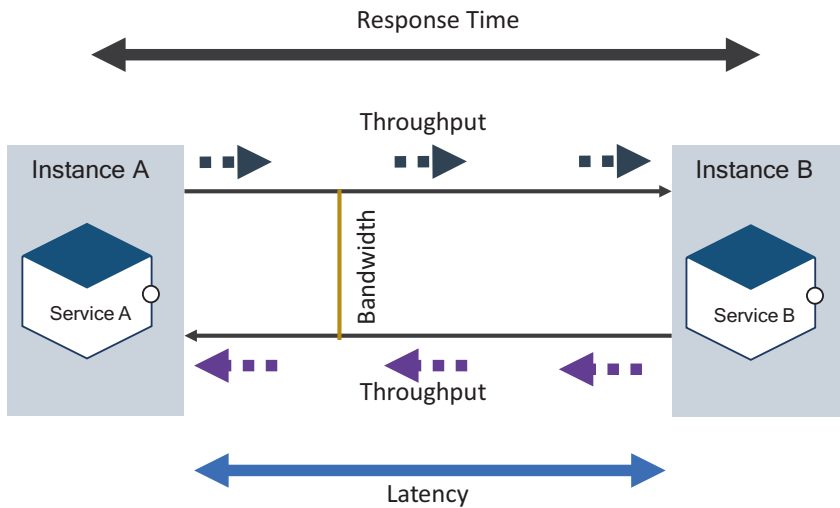 Response Time
Throughput
Instance A
Instance B
Bandwidth
Service A
Service B
Throughput
Latency